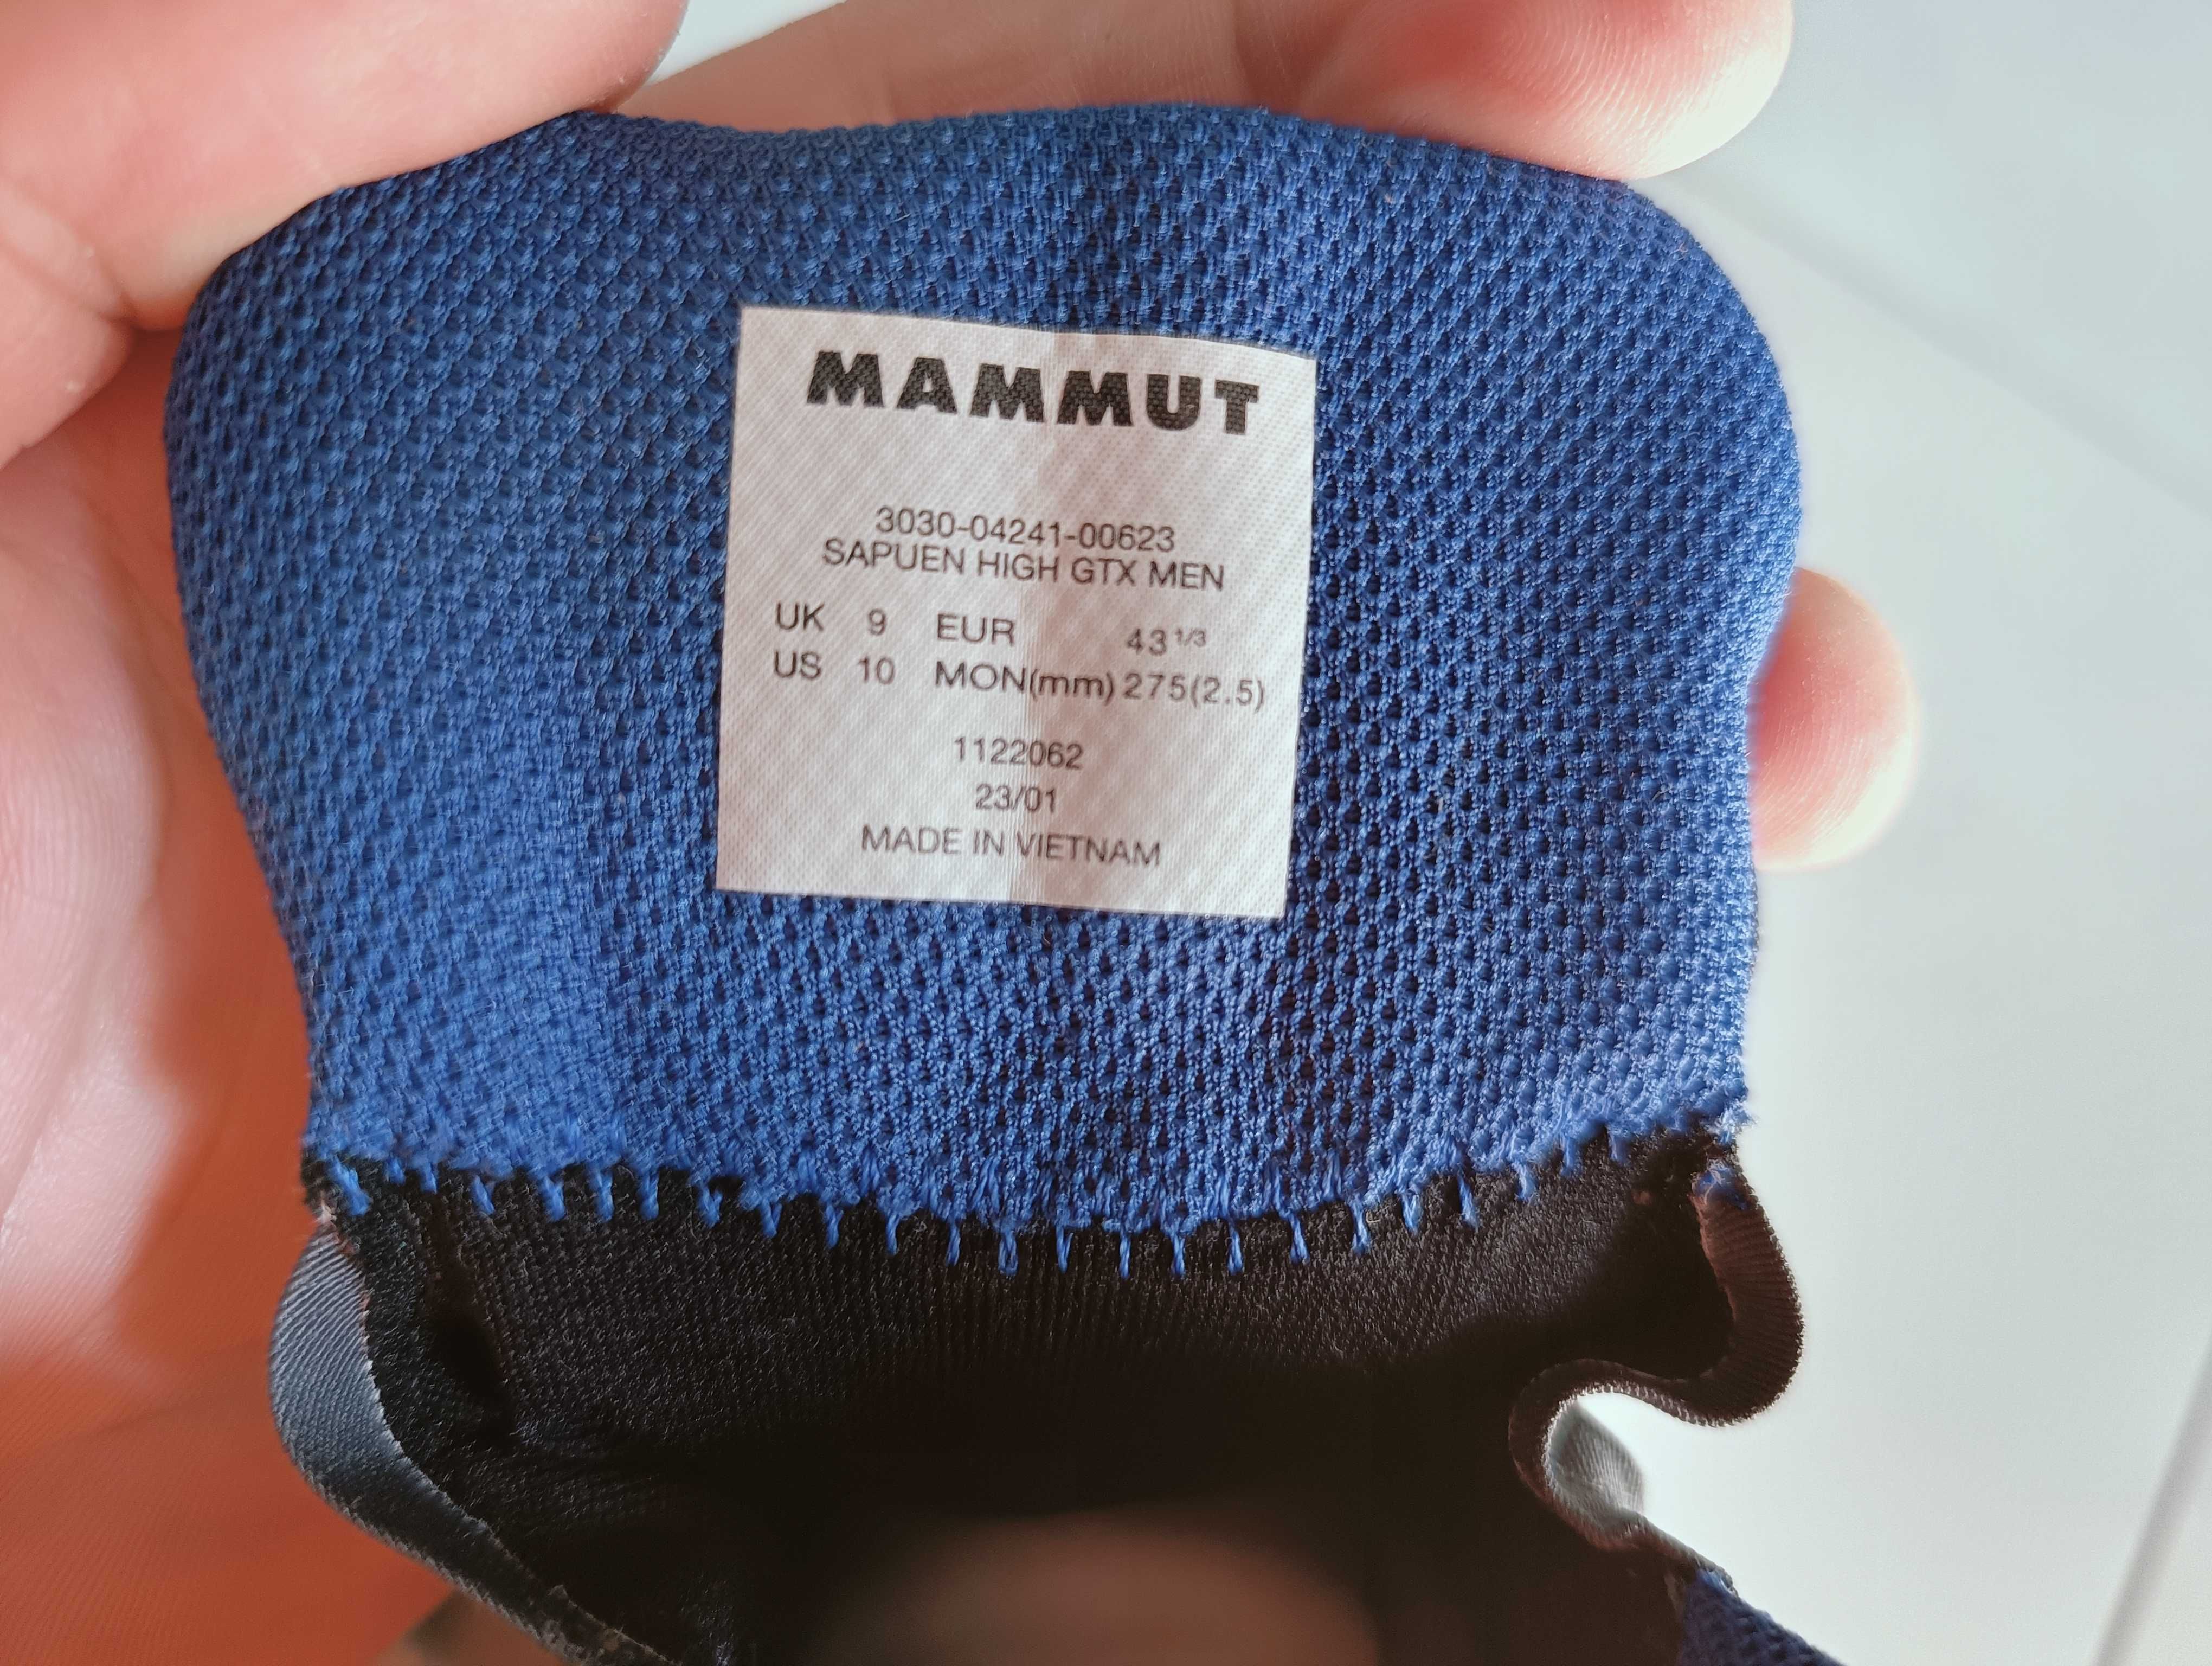 MAMMUT
3030-04241-00623
SAPUEN HIGH GTX MEN
UK 9 EUR 43 1/3
US 10 MON(mm) 275(2.5)
1122062
23/01
MADE IN VIETNAM